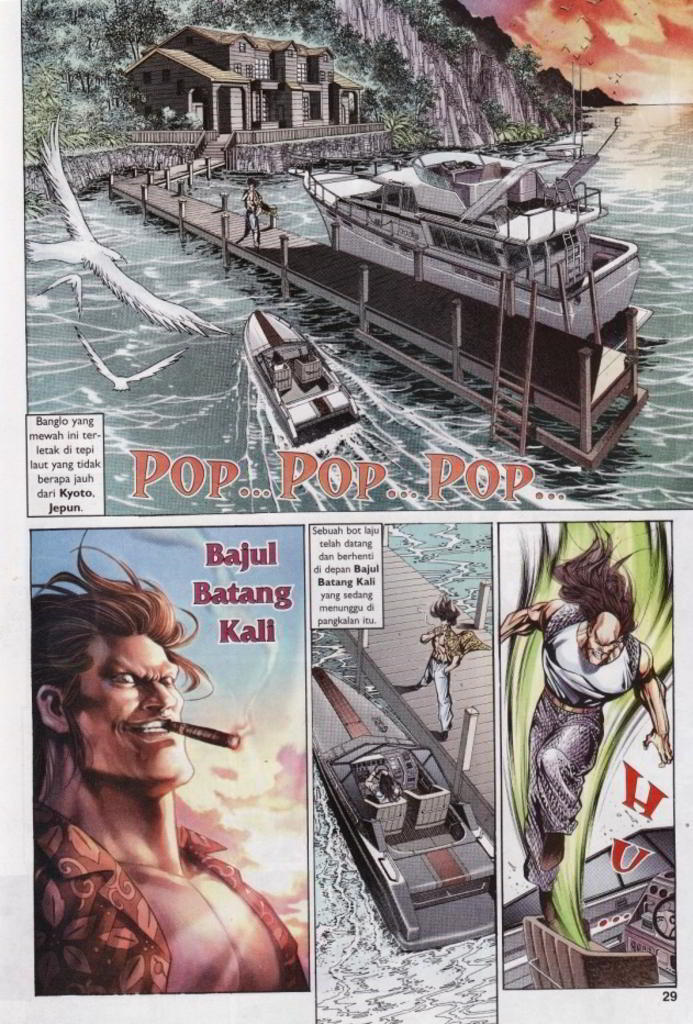 Banglo yang
mewah ini ter-
letak di tepi
laut yang tidak
berapa jauh
dari Kyoto,
Jepun.
POP... POP... POP...
Bajul
Batang
Kali
Sebuah bot laju
telah datang
dan berhenti
di depan Bajul
Batang Kali
yang sedang
menunggu di
pangkalan itu.
H
U
29